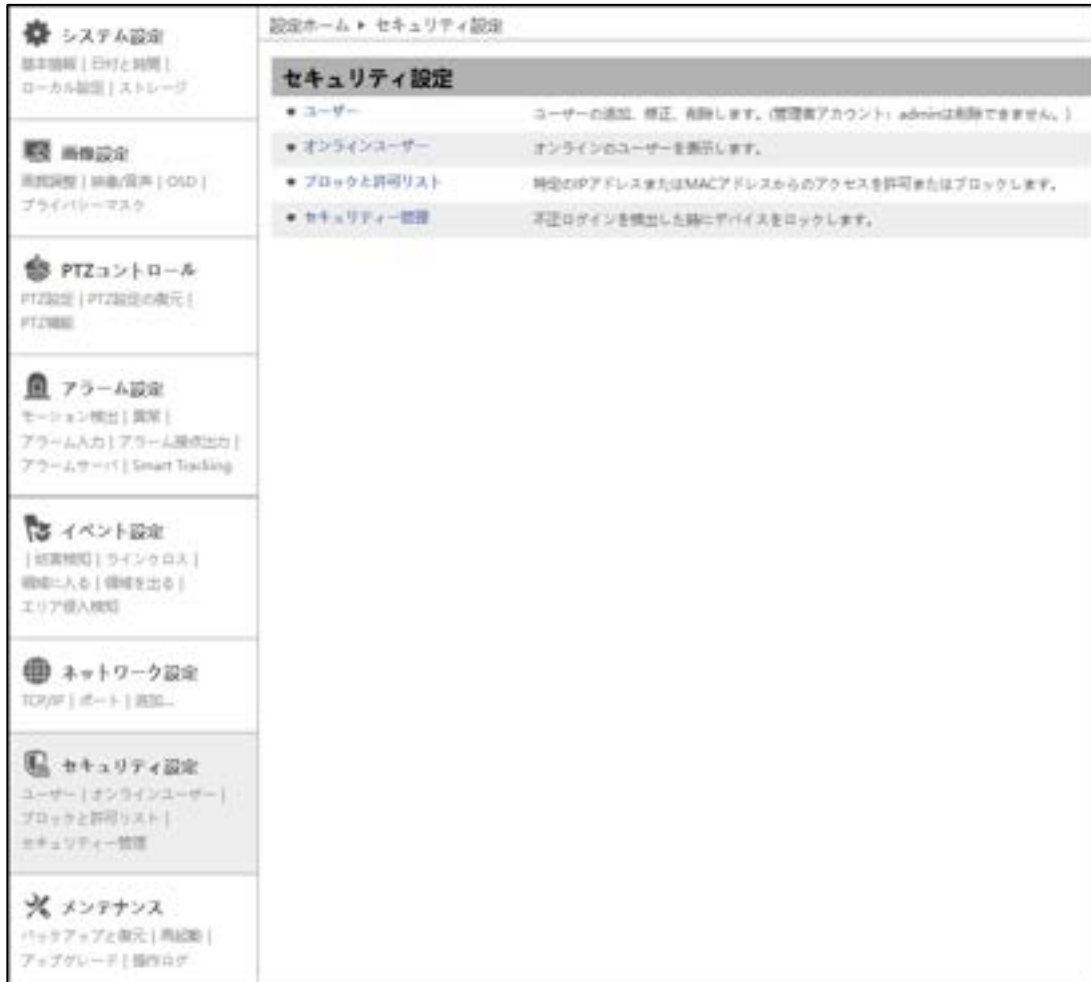 システム設定
基本情報 | 日付と時間 |
ローカル設定 | ストレージ
画像設定
画質調整 | 映像/音声 | OSD |
プライバシーマスク
PTZコントロール
PTZ設定 | PTZ設定の復元 |
PTZ機能
アラーム設定
モーション検出 | 異常 |
アラーム入力 | アラーム接点出力 |
アラームサーバ | Smart Tracking
イベント設定
| 妨害検知 | ラインクロス |
領域に入る | 領域を出る |
エリア侵入検知
ネットワーク設定
TCP/IP | ポート | 追加...
セキュリティ設定
ユーザー | オンラインユーザー |
ブロックと許可リスト |
セキュリティー管理
メンテナンス
バックアップと復元 | 再起動 |
アップグレード | 操作ログ
設定ホーム ▸ セキュリティ設定
セキュリティ設定
● ユーザー ユーザーの追加、修正、削除します。(管理者アカウント: adminは削除できません。)
● オンラインユーザー オンラインのユーザーを表示します。
● ブロックと許可リスト 特定のIPアドレスまたはMACアドレスからのアクセスを許可またはブロックします。
● セキュリティー管理 不正ログインを検出した時にデバイスをロックします。